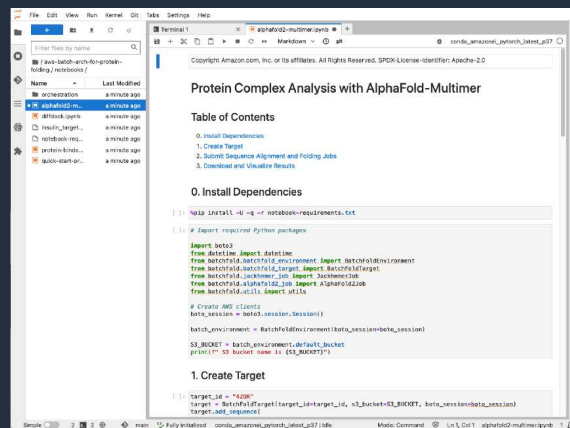 File Edit View Run Kernel Git Tabs Settings Help
Filter files by name
/ aws-batch-arch-for-protein-
folding / notebooks /
Name Last Modified
orchestration a minute ago
alphafold2-m... a minute ago
diffdock.ipynb a minute ago
insulin_target... a minute ago
notebook-req... a minute ago
protein-binde... a minute ago
quick-start-pr... a minute ago
Terminal 1
alphafold2-multimer.ipynb
Markdown
conda_amazonei_pytorch_latest_p37
Copyright Amazon.com, Inc. or its affiliates. All Rights Reserved. SPDX-License-Identifier: Apache-2.0
Protein Complex Analysis with AlphaFold-Multimer
Table of Contents
0. Install Dependencies
1. Create Target
2. Submit Sequence Alignment and Folding Jobs
3. Download and Visualize Results
0. Install Dependencies
[ ]: %pip install -U -q -r notebook-requirements.txt
[ ]: # Import required Python packages
import boto3
from datetime import datetime
from batchfold.batchfold_environment import BatchFoldEnvironment
from batchfold.batchfold_target import BatchFoldTarget
from batchfold.jackhmmer_job import JackhmmerJob
from batchfold.alphafold2_job import AlphaFold2Job
from batchfold.utils import utils
# Create AWS clients
boto_session = boto3.session.Session()
batch_environment = BatchFoldEnvironment(boto_session=boto_session)
S3_BUCKET = batch_environment.default_bucket
print(f" S3 bucket name is {S3_BUCKET}")
1. Create Target
[ ]: target_id = "4ZQK"
target = BatchFoldTarget(target_id=target_id, s3_bucket=S3_BUCKET, boto_session=boto_session)
target.add_sequence(
Simple 2 2 main Fully initialized conda_amazonei_pytorch_latest_p37 | Idle Mode: Command Ln 1, Col 1 alphafold2-multimer.ipynb 1